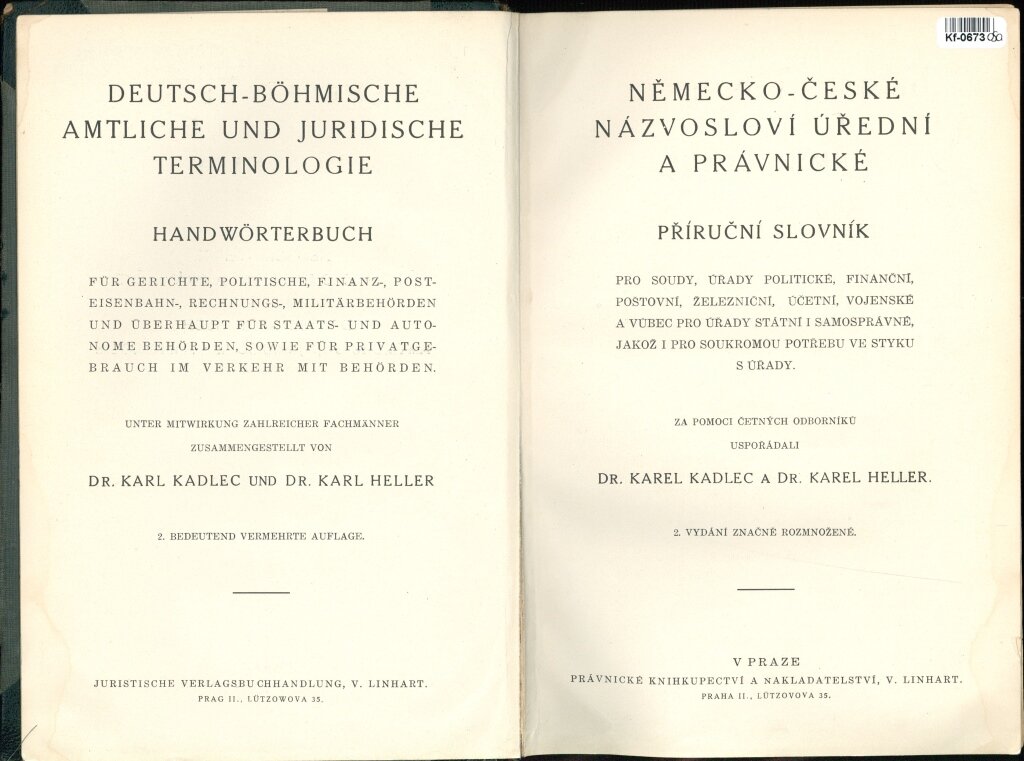 DEUTSCH-BÖHMISCHE
AMTLICHE UND JURIDISCHE
TERMINOLOGIE
HANDWÖRTERBUCH
FÜR GERICHTE, POLITISCHE, FINANZ-, POST-
EISENBAHN-, RECHNUNGS-, MILITÄRBEHÖRDEN
UND ÜBERHAUPT FÜR STAATS- UND AUTO-
NOME BEHÖRDEN, SOWIE FÜR PRIVATGE-
BRAUCH IM VERKEHR MIT BEHÖRDEN.
UNTER MITWIRKUNG ZAHLREICHER FACHMÄNNER
ZUSAMMENGESTELLT VON
DR. KARL KADLEC UND DR. KARL HELLER
2. BEDEUTEND VERMEHRTE AUFLAGE.
JURISTISCHE VERLAGSBUCHHANDLUNG, V. LINHART.
PRAG II., LÜTZOWOVA 35.
Kf-0673
NĚMECKO-ČESKÉ
NÁZVOSLOVÍ ÚŘEDNÍ
A PRÁVNICKÉ
PŘÍRUČNÍ SLOVNÍK
PRO SOUDY, ÚŘADY POLITICKÉ, FINANČNÍ,
POŠTOVNÍ, ŽELEZNIČNÍ, ÚČETNÍ, VOJENSKÉ
A VŮBEC PRO ÚŘADY STÁTNÍ I SAMOSPRÁVNÉ,
JAKOŽ I PRO SOUKROMOU POTŘEBU VE STYKU
S ÚŘADY.
ZA POMOCI ČETNÝCH ODBORNÍKŮ
USPOŘÁDALI
DR. KAREL KADLEC A DR. KAREL HELLER.
2. VYDÁNÍ ZNAČNĚ ROZMNOŽENÉ.
V PRAZE
PRÁVNICKÉ KNIHKUPECTVÍ A NAKLADATELSTVÍ, V. LINHART.
PRAHA II., LÜTZOVOVA 35.